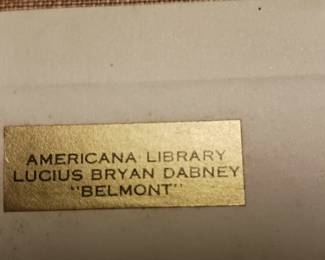 AMERICANA LIBRARY
LUCIUS BRYAN DABNEY
"BELMONT"